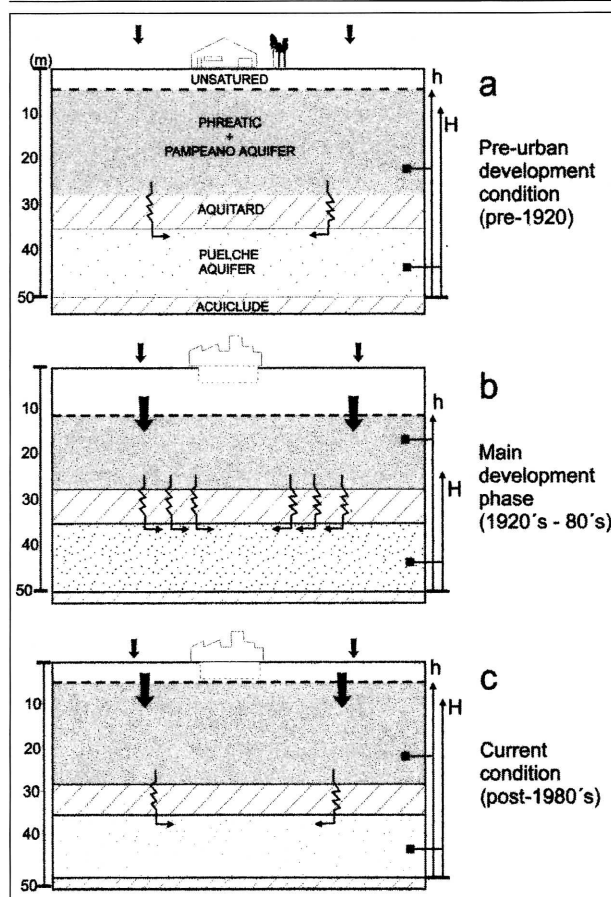 (m)
UNSATURED
h
a
10
PHREATIC
+
PAMPEANO AQUIFER
H
20
Pre-urban
development
condition
(pre-1920)
30
AQUITARD
40
PUELCHE
AQUIFER
50
ACUICLUDE
b
10
h
20
Main
development
phase
(1920´s - 80´s)
30
H
40
50
c
h
10
H
20
Current
condition
(post-1980´s)
30
40
50